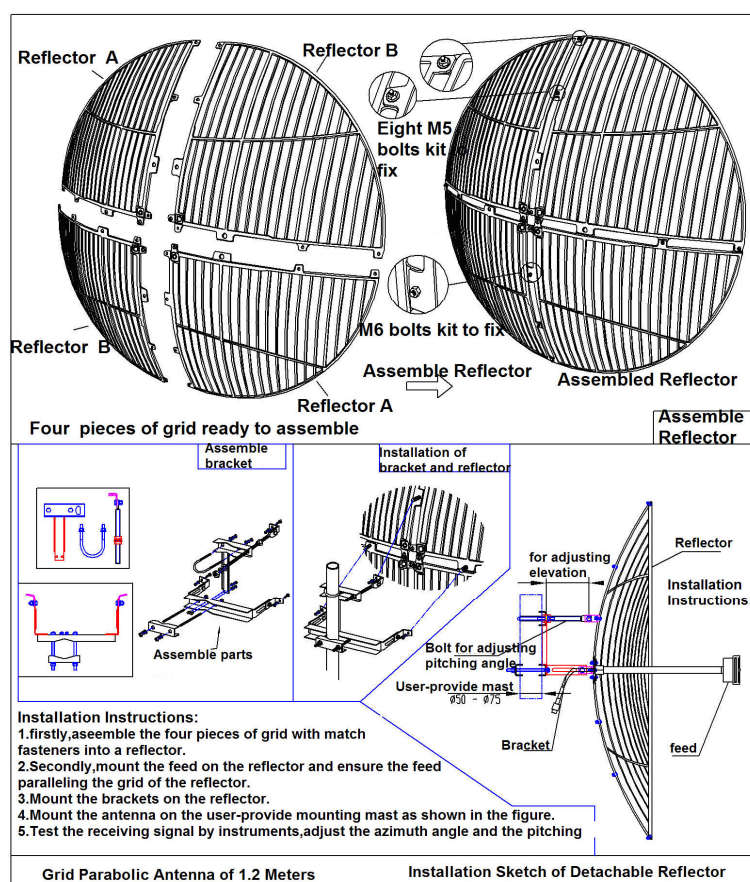 Reflector A
Reflector B
Eight M5
bolts kit to
fix
M6 bolts kit to fix
Reflector B
Assemble Reflector
Assembled Reflector
Reflector A
Four pieces of grid ready to assemble
Assemble
Reflector
Assemble
bracket
Installation of
bracket and reflector
Assemble parts
for adjusting
elevation
Reflector
Installation
Instructions
Bolt for adjusting
pitching angle
User-provide mast
Ø50 - Ø75
Bracket
feed
Installation Instructions:
1.firstly,aseemble the four pieces of grid with match
fasteners into a reflector.
2.Secondly,mount the feed on the reflector and ensure the feed
paralleling the grid of the reflector.
3.Mount the brackets on the reflector.
4.Mount the antenna on the user-provide mounting mast as shown in the figure.
5.Test the receiving signal by instruments,adjust the azimuth angle and the pitching
Grid Parabolic Antenna of 1.2 Meters
Installation Sketch of Detachable Reflector